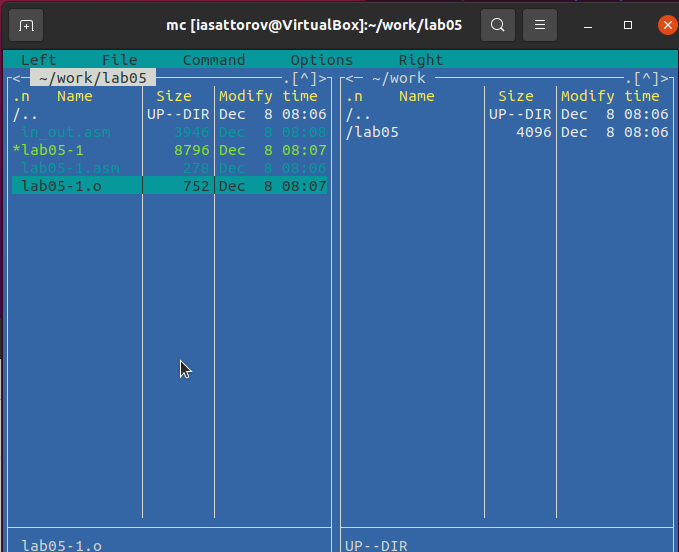 mc [iasattorov@VirtualBox]:~/work/lab05
Left File Command Options Right
<- ~/work/lab05 .[^]> <- ~/work .[^]>
.n Name Size Modify time .n Name Size Modify time
/.. UP--DIR Dec 8 08:06 /.. UP--DIR Dec 8 08:06
in_out.asm 3946 Dec 8 08:08 /lab05 4096 Dec 8 08:06
*lab05-1 8796 Dec 8 08:07
lab05-1.asm 278 Dec 8 08:06
lab05-1.o 752 Dec 8 08:07
lab05-1.o UP--DIR